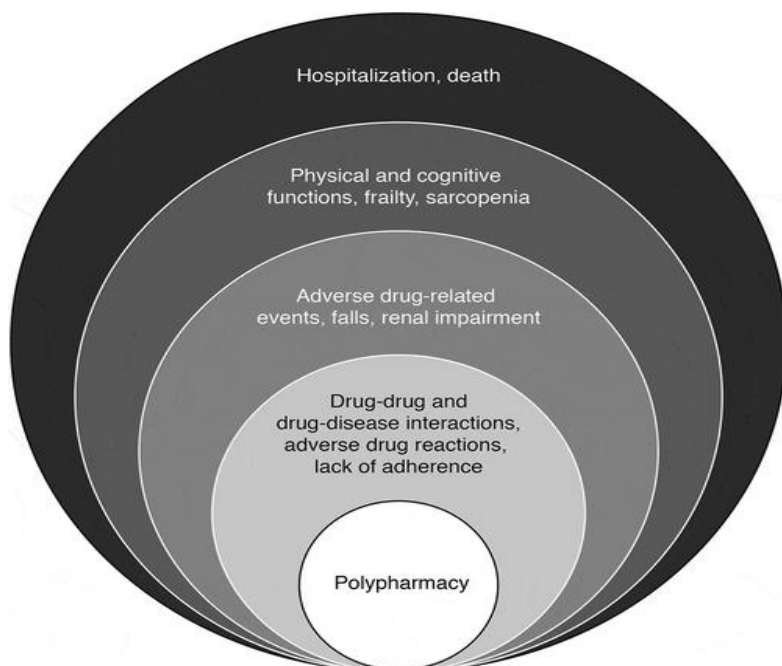 Hospitalization, death
Physical and cognitive
functions, frailty, sarcopenia
Adverse drug-related
events, falls, renal impairment
Drug-drug and
drug-disease interactions,
adverse drug reactions,
lack of adherence
Polypharmacy